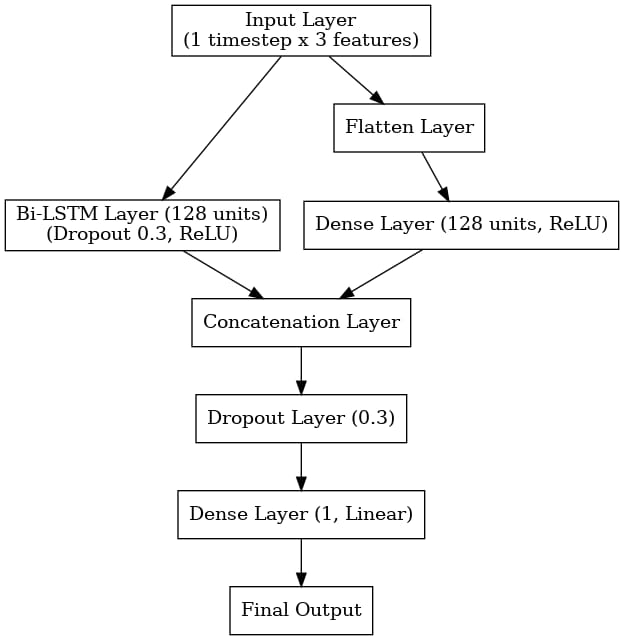 Input Layer
(1 timestep x 3 features)
Flatten Layer
Bi-LSTM Layer (128 units)
(Dropout 0.3, ReLU)
Dense Layer (128 units, ReLU)
Concatenation Layer
Dropout Layer (0.3)
Dense Layer (1, Linear)
Final Output